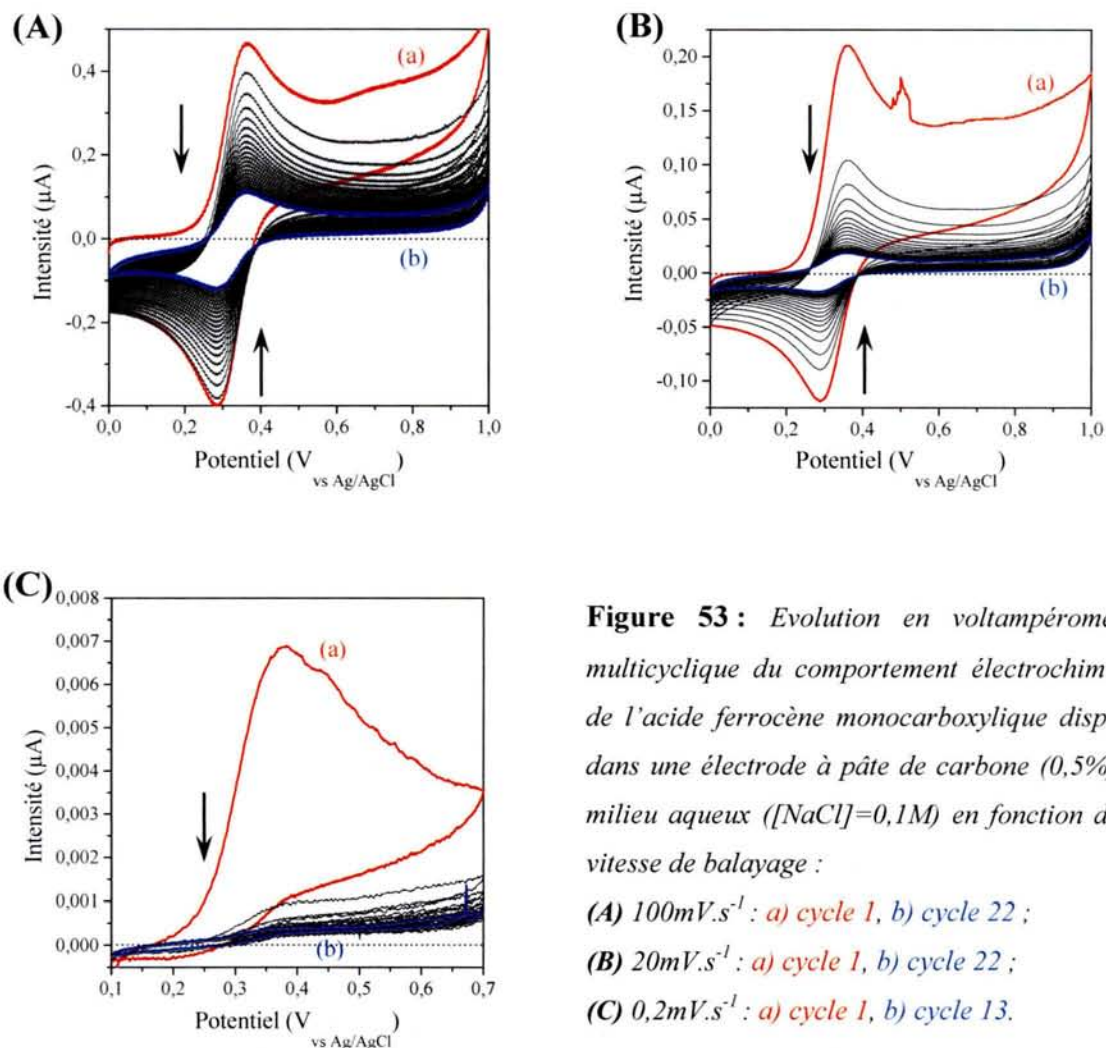 (A)
0,4
0,2
0,0
-0,2
-0,4
0,0 0,2 0,4 0,6 0,8 1,0
Intensité (µA)
Potentiel (V vs Ag/AgCl)
(a)
(b)
(B)
0,20
0,15
0,10
0,05
0,00
-0,05
-0,10
0,0 0,2 0,4 0,6 0,8 1,0
Intensité (µA)
Potentiel (V vs Ag/AgCl)
(a)
(b)
(C)
0,008
0,007
0,006
0,005
0,004
0,003
0,002
0,001
0,000
0,1 0,2 0,3 0,4 0,5 0,6 0,7
Intensité (µA)
Potentiel (V vs Ag/AgCl)
(a)
(b)
Figure 53 : Evolution en voltampérome
multicyclique du comportement électrochim
de l'acide ferrocène monocarboxylique disp
dans une électrode à pâte de carbone (0,5%)
milieu aqueux ([NaCl]=0,1M) en fonction d
vitesse de balayage :
(A) 100mV.s-1 : a) cycle 1, b) cycle 22 ;
(B) 20mV.s-1 : a) cycle 1, b) cycle 22 ;
(C) 0,2mV.s-1 : a) cycle 1, b) cycle 13.